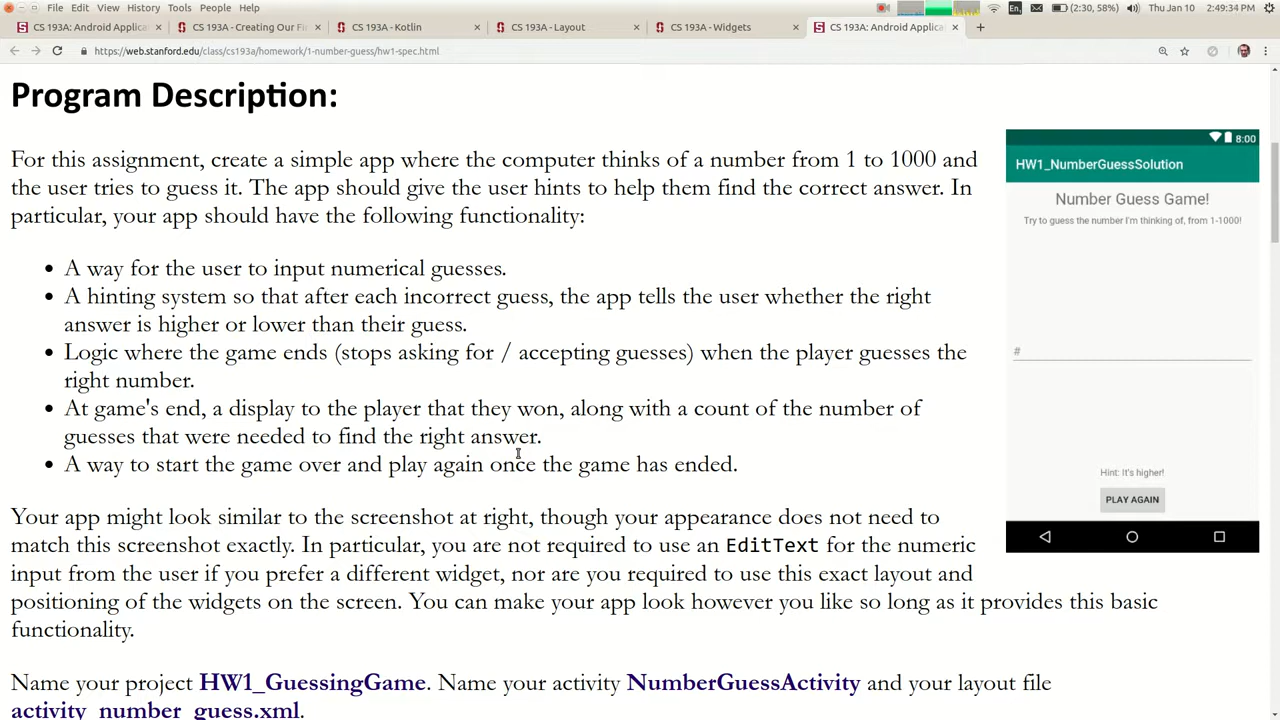 File Edit View History Bookmarks Tools People Help
En
(2:30, 58%)
Thu Jan 10
2:49:34 PM
CS 193A: Android Applica
CS 193A - Kotlin
CS 193A - Layout
CS 193A - Widgets
CS 193A: Android Applica
https://web.stanford.edu/class/cs193a/homework/1-number-guess/hw1-spec.html
Program Description:
For this assignment, create a simple app where the computer thinks of a number from 1 to 1000 and
the user tries to guess it. The app should give the user hints to help them find the correct answer. In
particular, your app should have the following functionality:
• A way for the user to input numerical guesses.
• A hinting system so that after each incorrect guess, the app tells the user whether the right
answer is higher or lower than their guess.
• Logic where the game ends (stops asking for / accepting guesses) when the player guesses the
right number.
• At game's end, a display to the player that they won, along with a count of the number of
guesses that were needed to find the right answer.
• A way to start the game over and play again once the game has ended.
8:00
HW1_NumberGuessSolution
Number Guess Game!
Try to guess the number I'm thinking of, from 1-1000!
#
Hint: It's higher!
PLAY AGAIN
Your app might look similar to the screenshot at right, though your appearance does not need to
match this screenshot exactly. In particular, you are not required to use an EditText for the numeric
input from the user if you prefer a different widget, nor are you required to use this exact layout and
positioning of the widgets on the screen. You can make your app look however you like so long as it provides this basic
functionality.
Name your project HW1_GuessingGame. Name your activity NumberGuessActivity and your layout file
activity_number_guess.xml.